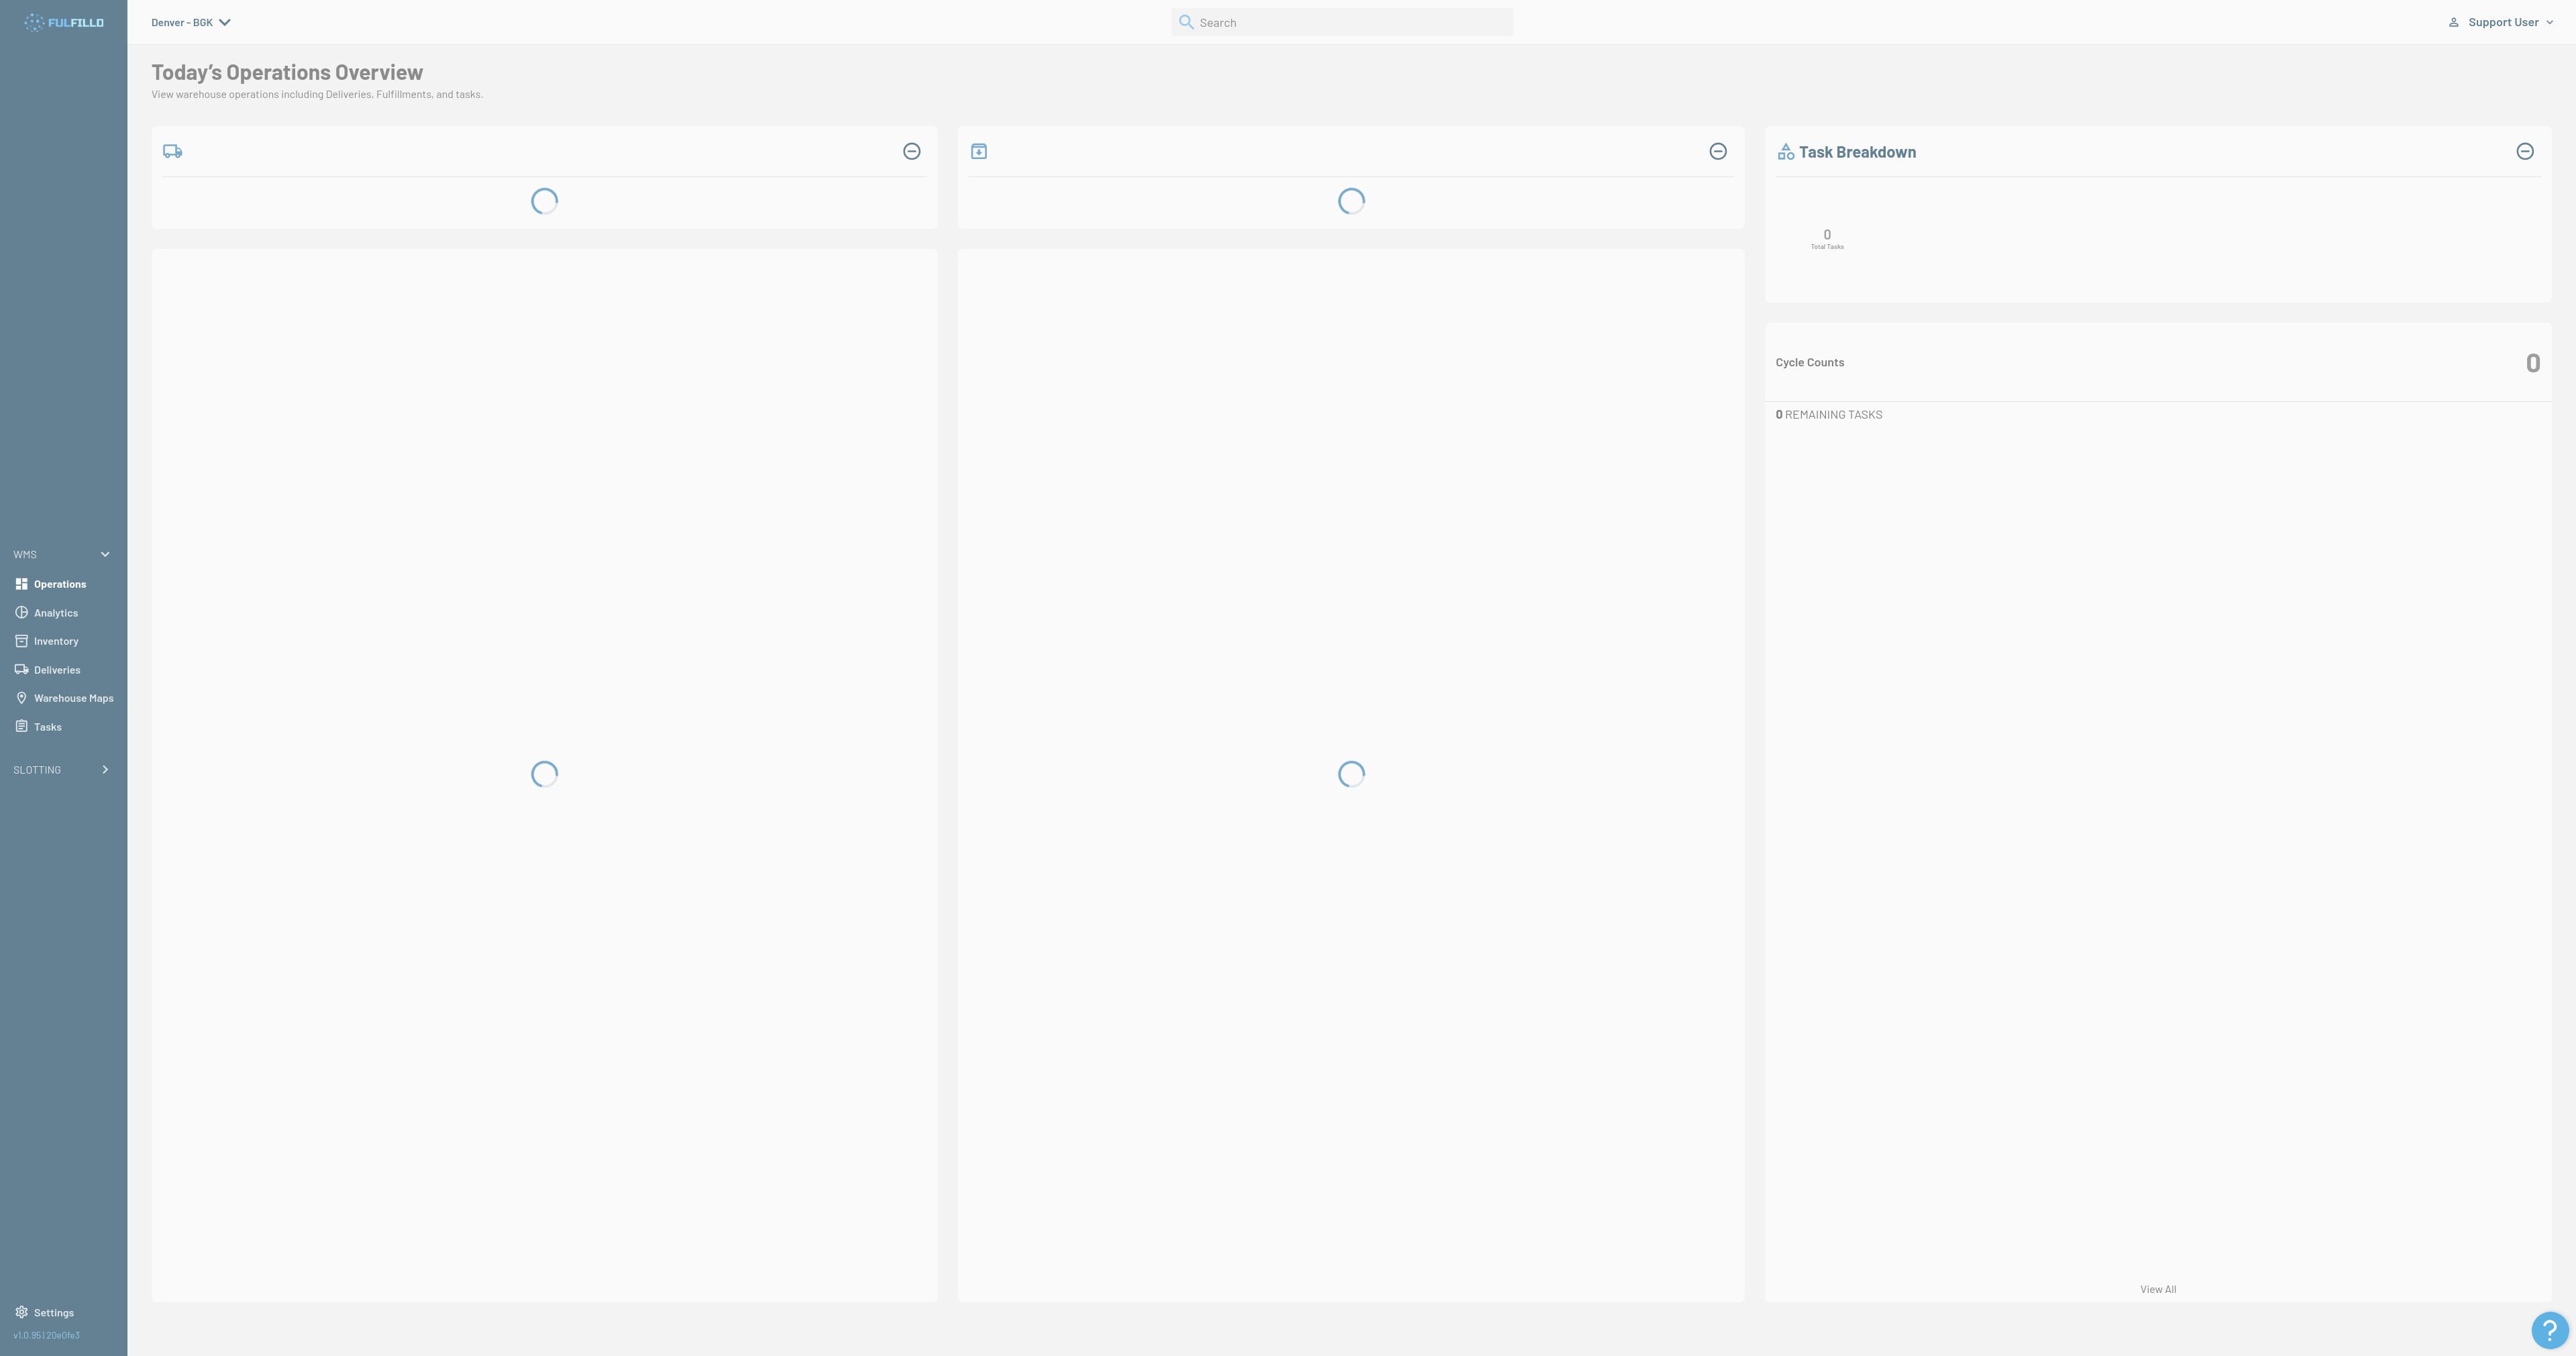 FULFILLD
Denver - BGK
Search
Support User
Today’s Operations Overview
View warehouse operations including Deliveries, Fulfillments, and tasks.
Task Breakdown
0
Total Tasks
Cycle Counts
0
0 REMAINING TASKS
View All
WMS
Operations
Analytics
Inventory
Deliveries
Warehouse Maps
Tasks
SLOTTING
Settings
v1.0.95 | 20e0fe3